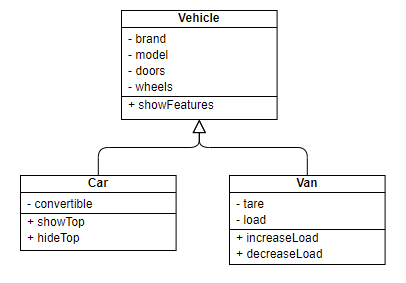 Vehicle
- brand
- model
- doors
- wheels
+ showFeatures
Car
- convertible
+ showTop
+ hideTop
Van
- tare
- load
+ increaseLoad
+ decreaseLoad